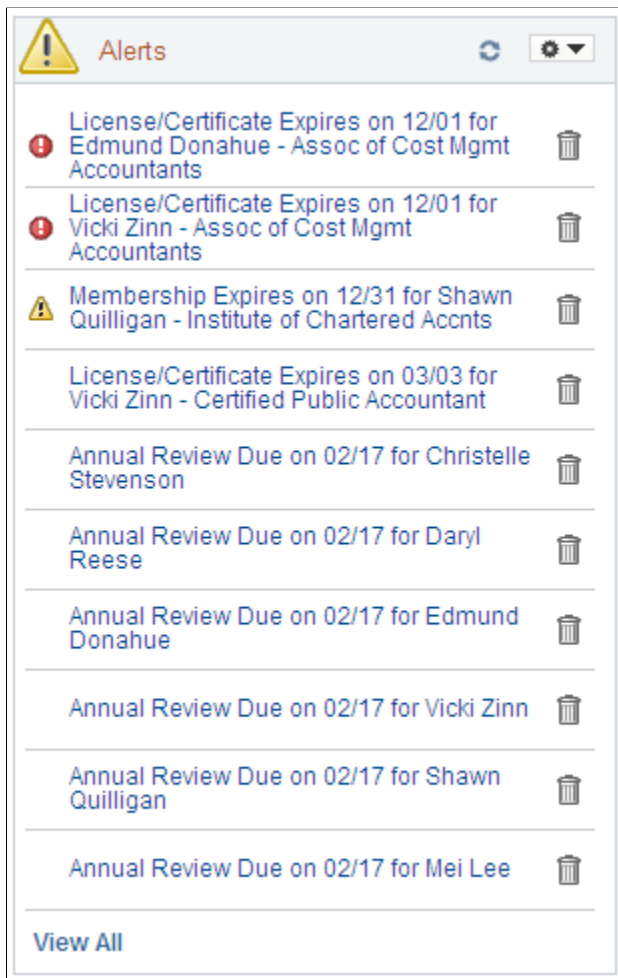 Alerts
License/Certificate Expires on 12/01 for
Edmund Donahue - Assoc of Cost Mgmt
Accountants
License/Certificate Expires on 12/01 for
Vicki Zinn - Assoc of Cost Mgmt
Accountants
Membership Expires on 12/31 for Shawn
Quilligan - Institute of Chartered Accnts
License/Certificate Expires on 03/03 for
Vicki Zinn - Certified Public Accountant
Annual Review Due on 02/17 for Christelle
Stevenson
Annual Review Due on 02/17 for Daryl
Reese
Annual Review Due on 02/17 for Edmund
Donahue
Annual Review Due on 02/17 for Vicki Zinn
Annual Review Due on 02/17 for Shawn
Quilligan
Annual Review Due on 02/17 for Mei Lee
View All